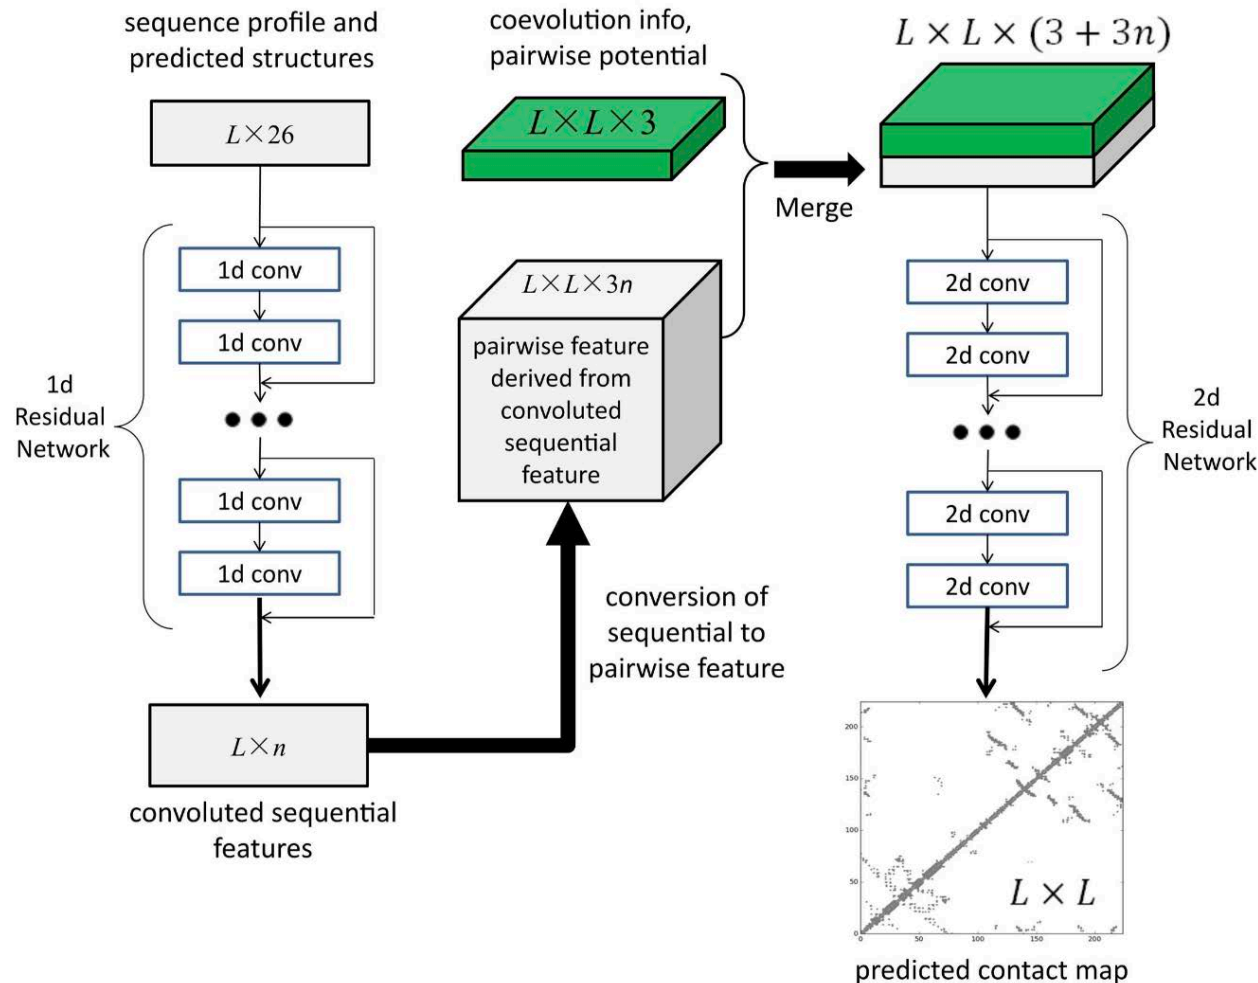 sequence profile and
predicted structures
L×26
1d conv
1d conv
1d
Residual
Network
1d conv
1d conv
L×n
convoluted sequential
features
coevolution info,
pairwise potential
L×L×3
L×L×3n
pairwise feature
derived from
convoluted
sequential
feature
conversion of
sequential to
pairwise feature
Merge
L × L × (3 + 3n)
2d conv
2d conv
2d
Residual
Network
2d conv
2d conv
200
150
100
50
0
0 50 100 150 200
L × L
predicted contact map